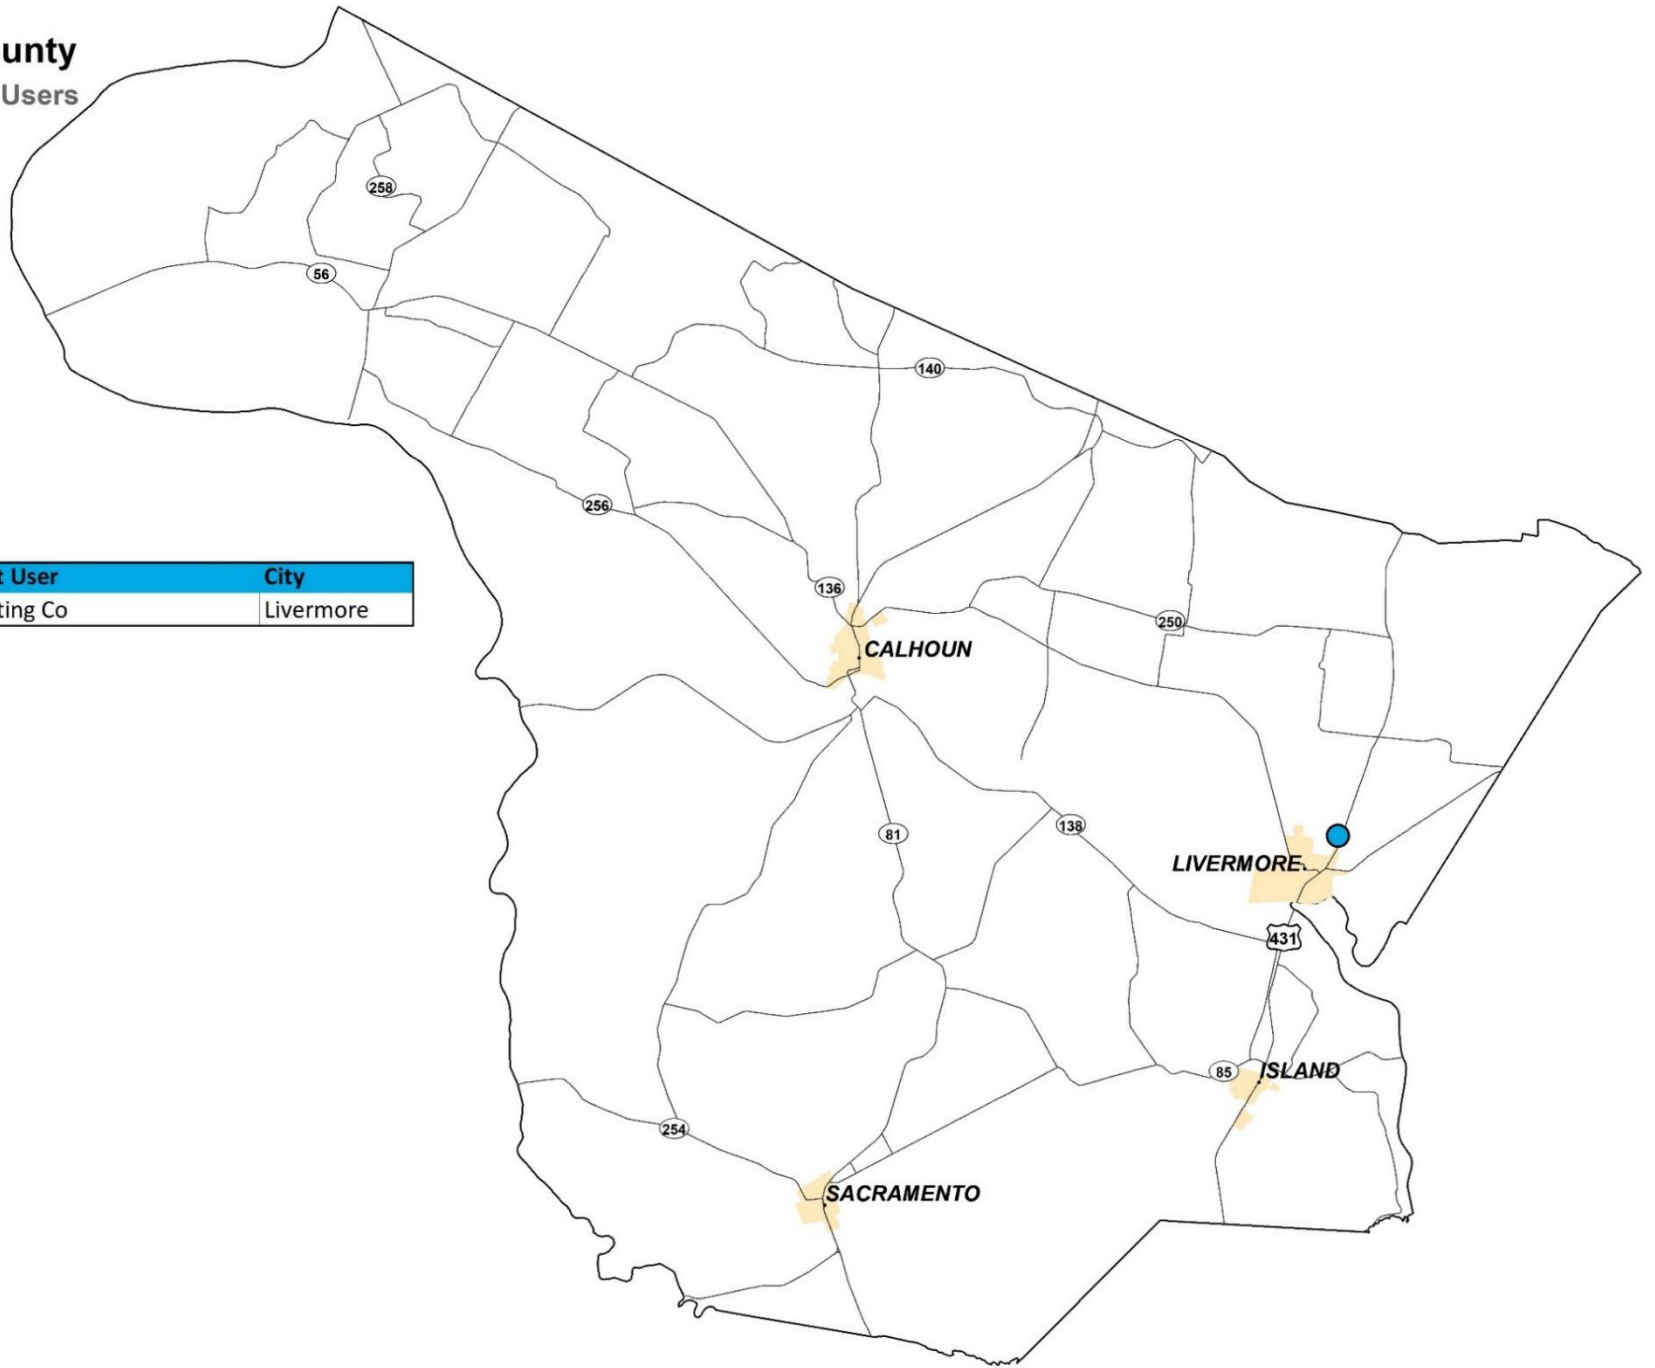 unty
Users
258
56
140
256
t User City
ting Co Livermore
136
250
CALHOUN
81
138
LIVERMORE
431
85
ISLAND
254
SACRAMENTO